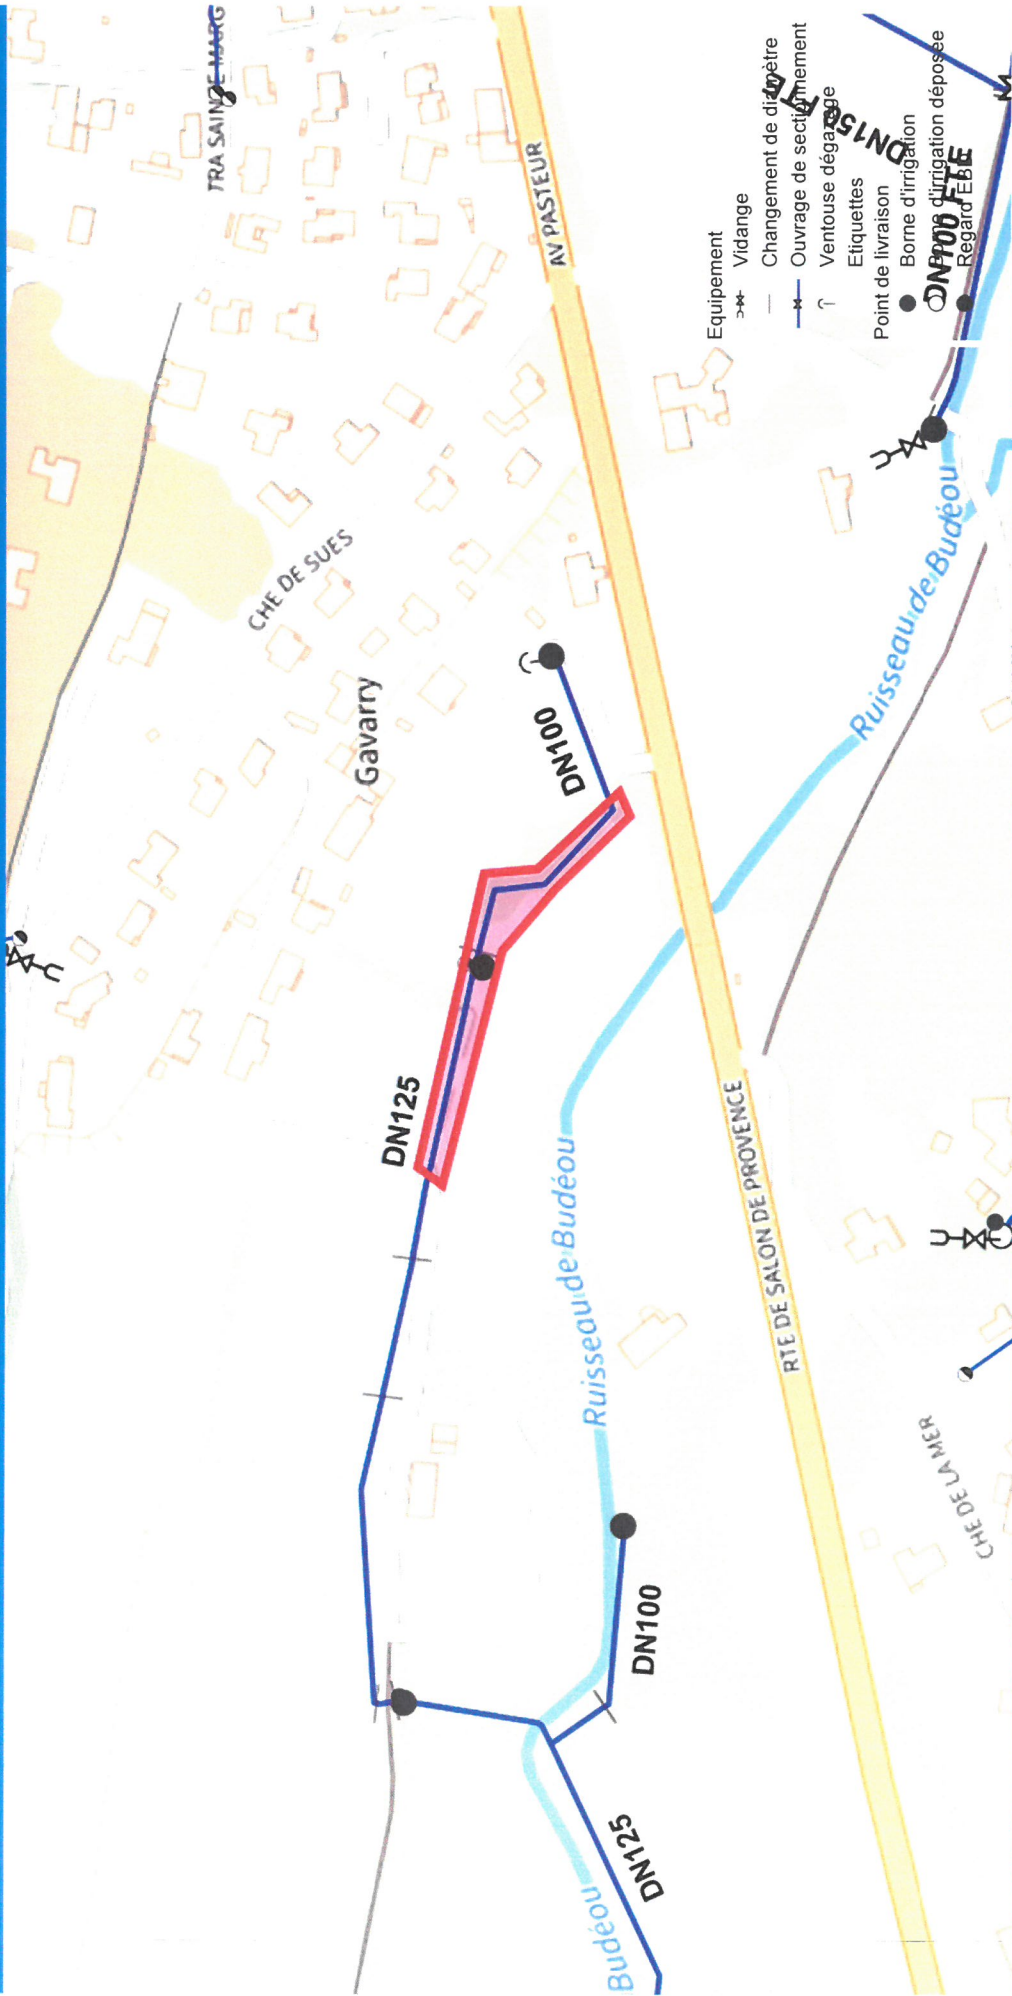 TRA SAINTE MARG
AV PASTEUR
CHE DE SUES
Gavarry
DN100
DN125
Ruisseau de Budéou
Ruisseau de Budéou
RTE DE SALON DE PROVENCE
CHE DE LA MER
DN100
DN125
Budéou
DN150 FTE
DN100 FTE
Equipement
Vidange
Changement de diamètre
Ouvrage de sectionnement
Ventouse dégazage
Etiquettes
Point de livraison
Borne d'irrigation
Borne d'irrigation déposée
Regard EBE